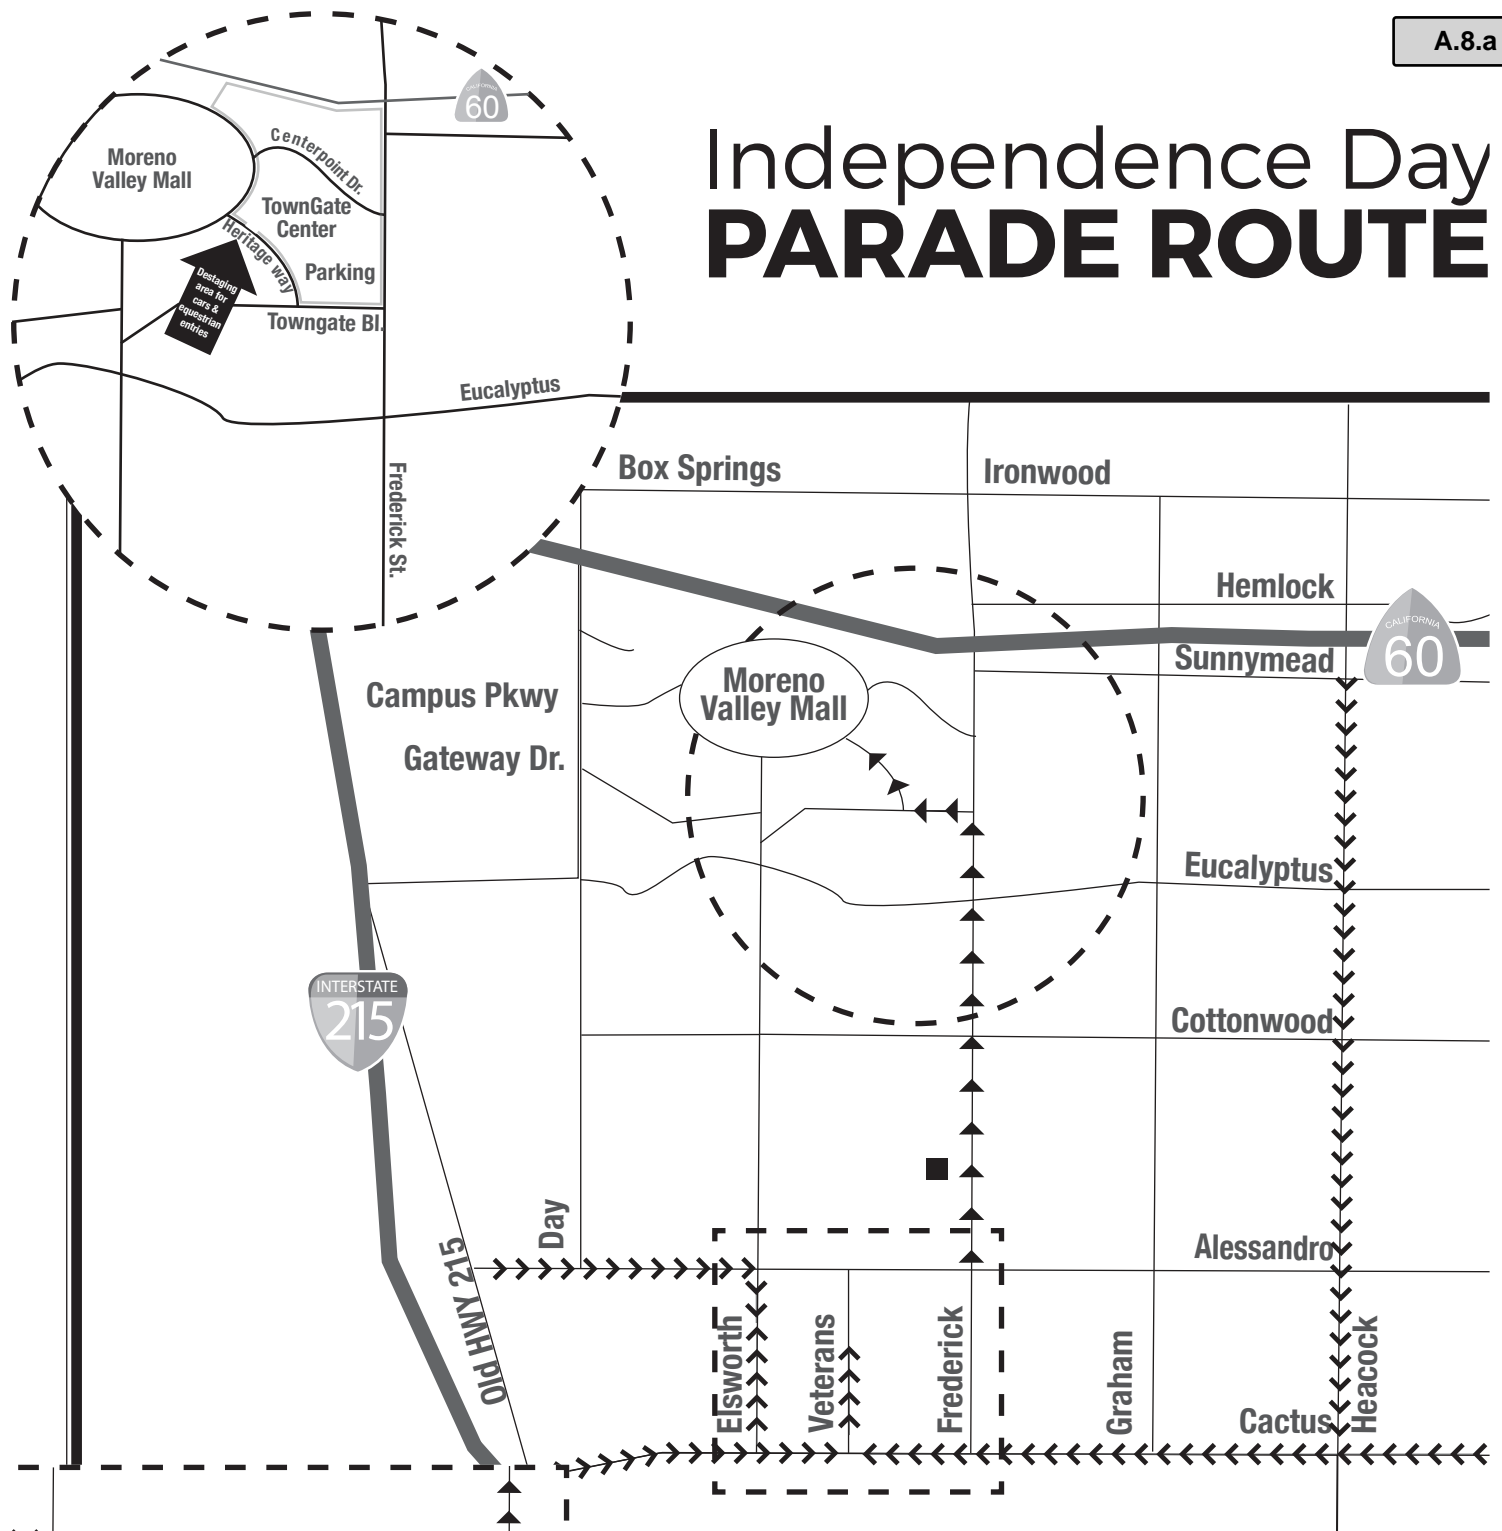 A.8.a
Independence Day
PARADE ROUTE
CALIFORNIA
60
Moreno
Valley Mall
Centerpoint Dr.
TownGate
Center
Heritage way
Parking
Destaging
area for
cars &
equestrian
entries
Towngate Bl.
Eucalyptus
Frederick St.
Box Springs
Ironwood
Hemlock
CALIFORNIA
60
Sunnymead
Moreno
Valley Mall
Campus Pkwy
Gateway Dr.
Eucalyptus
INTERSTATE
215
Cottonwood
Day
Alessandro
Old HWY 215
Elsworth
Veterans
Frederick
Graham
Cactus
Heacock